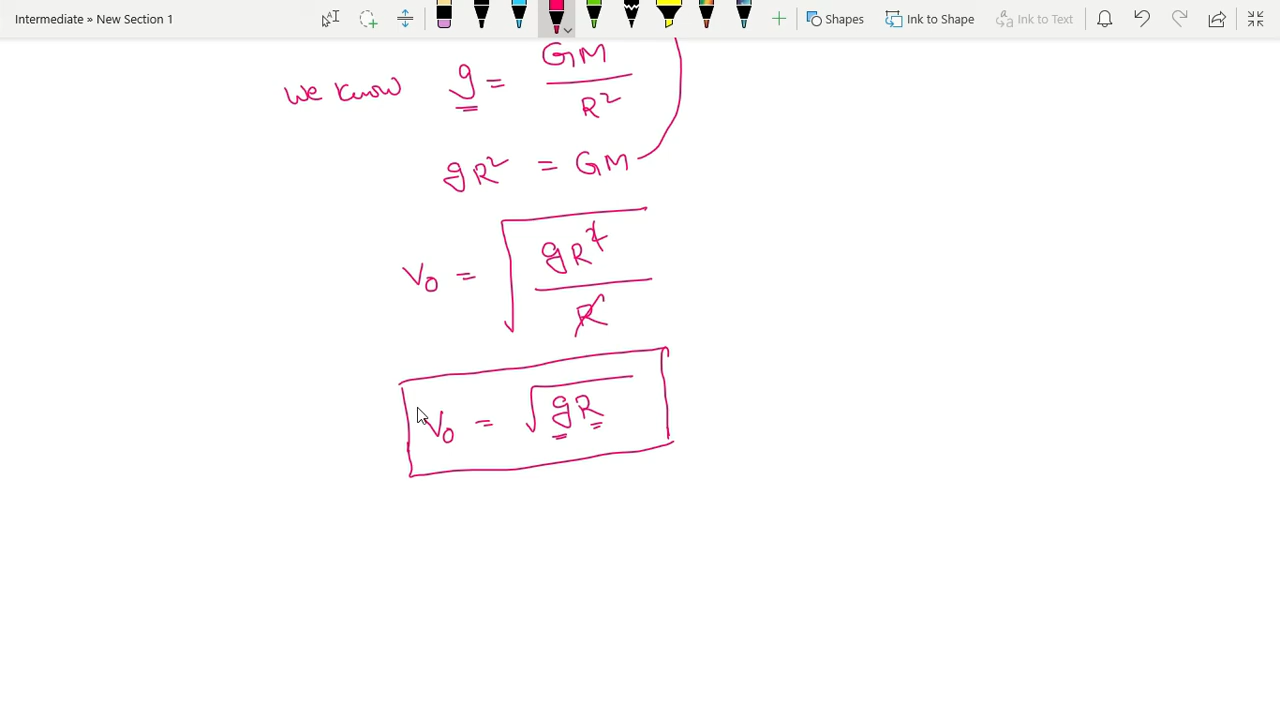 Intermediate » New Section 1
Shapes
Ink to Shape
Ink to Text
We know g = GM / R²
gR² = GM
V₀ = √(gR² / R)
V₀ = √gR